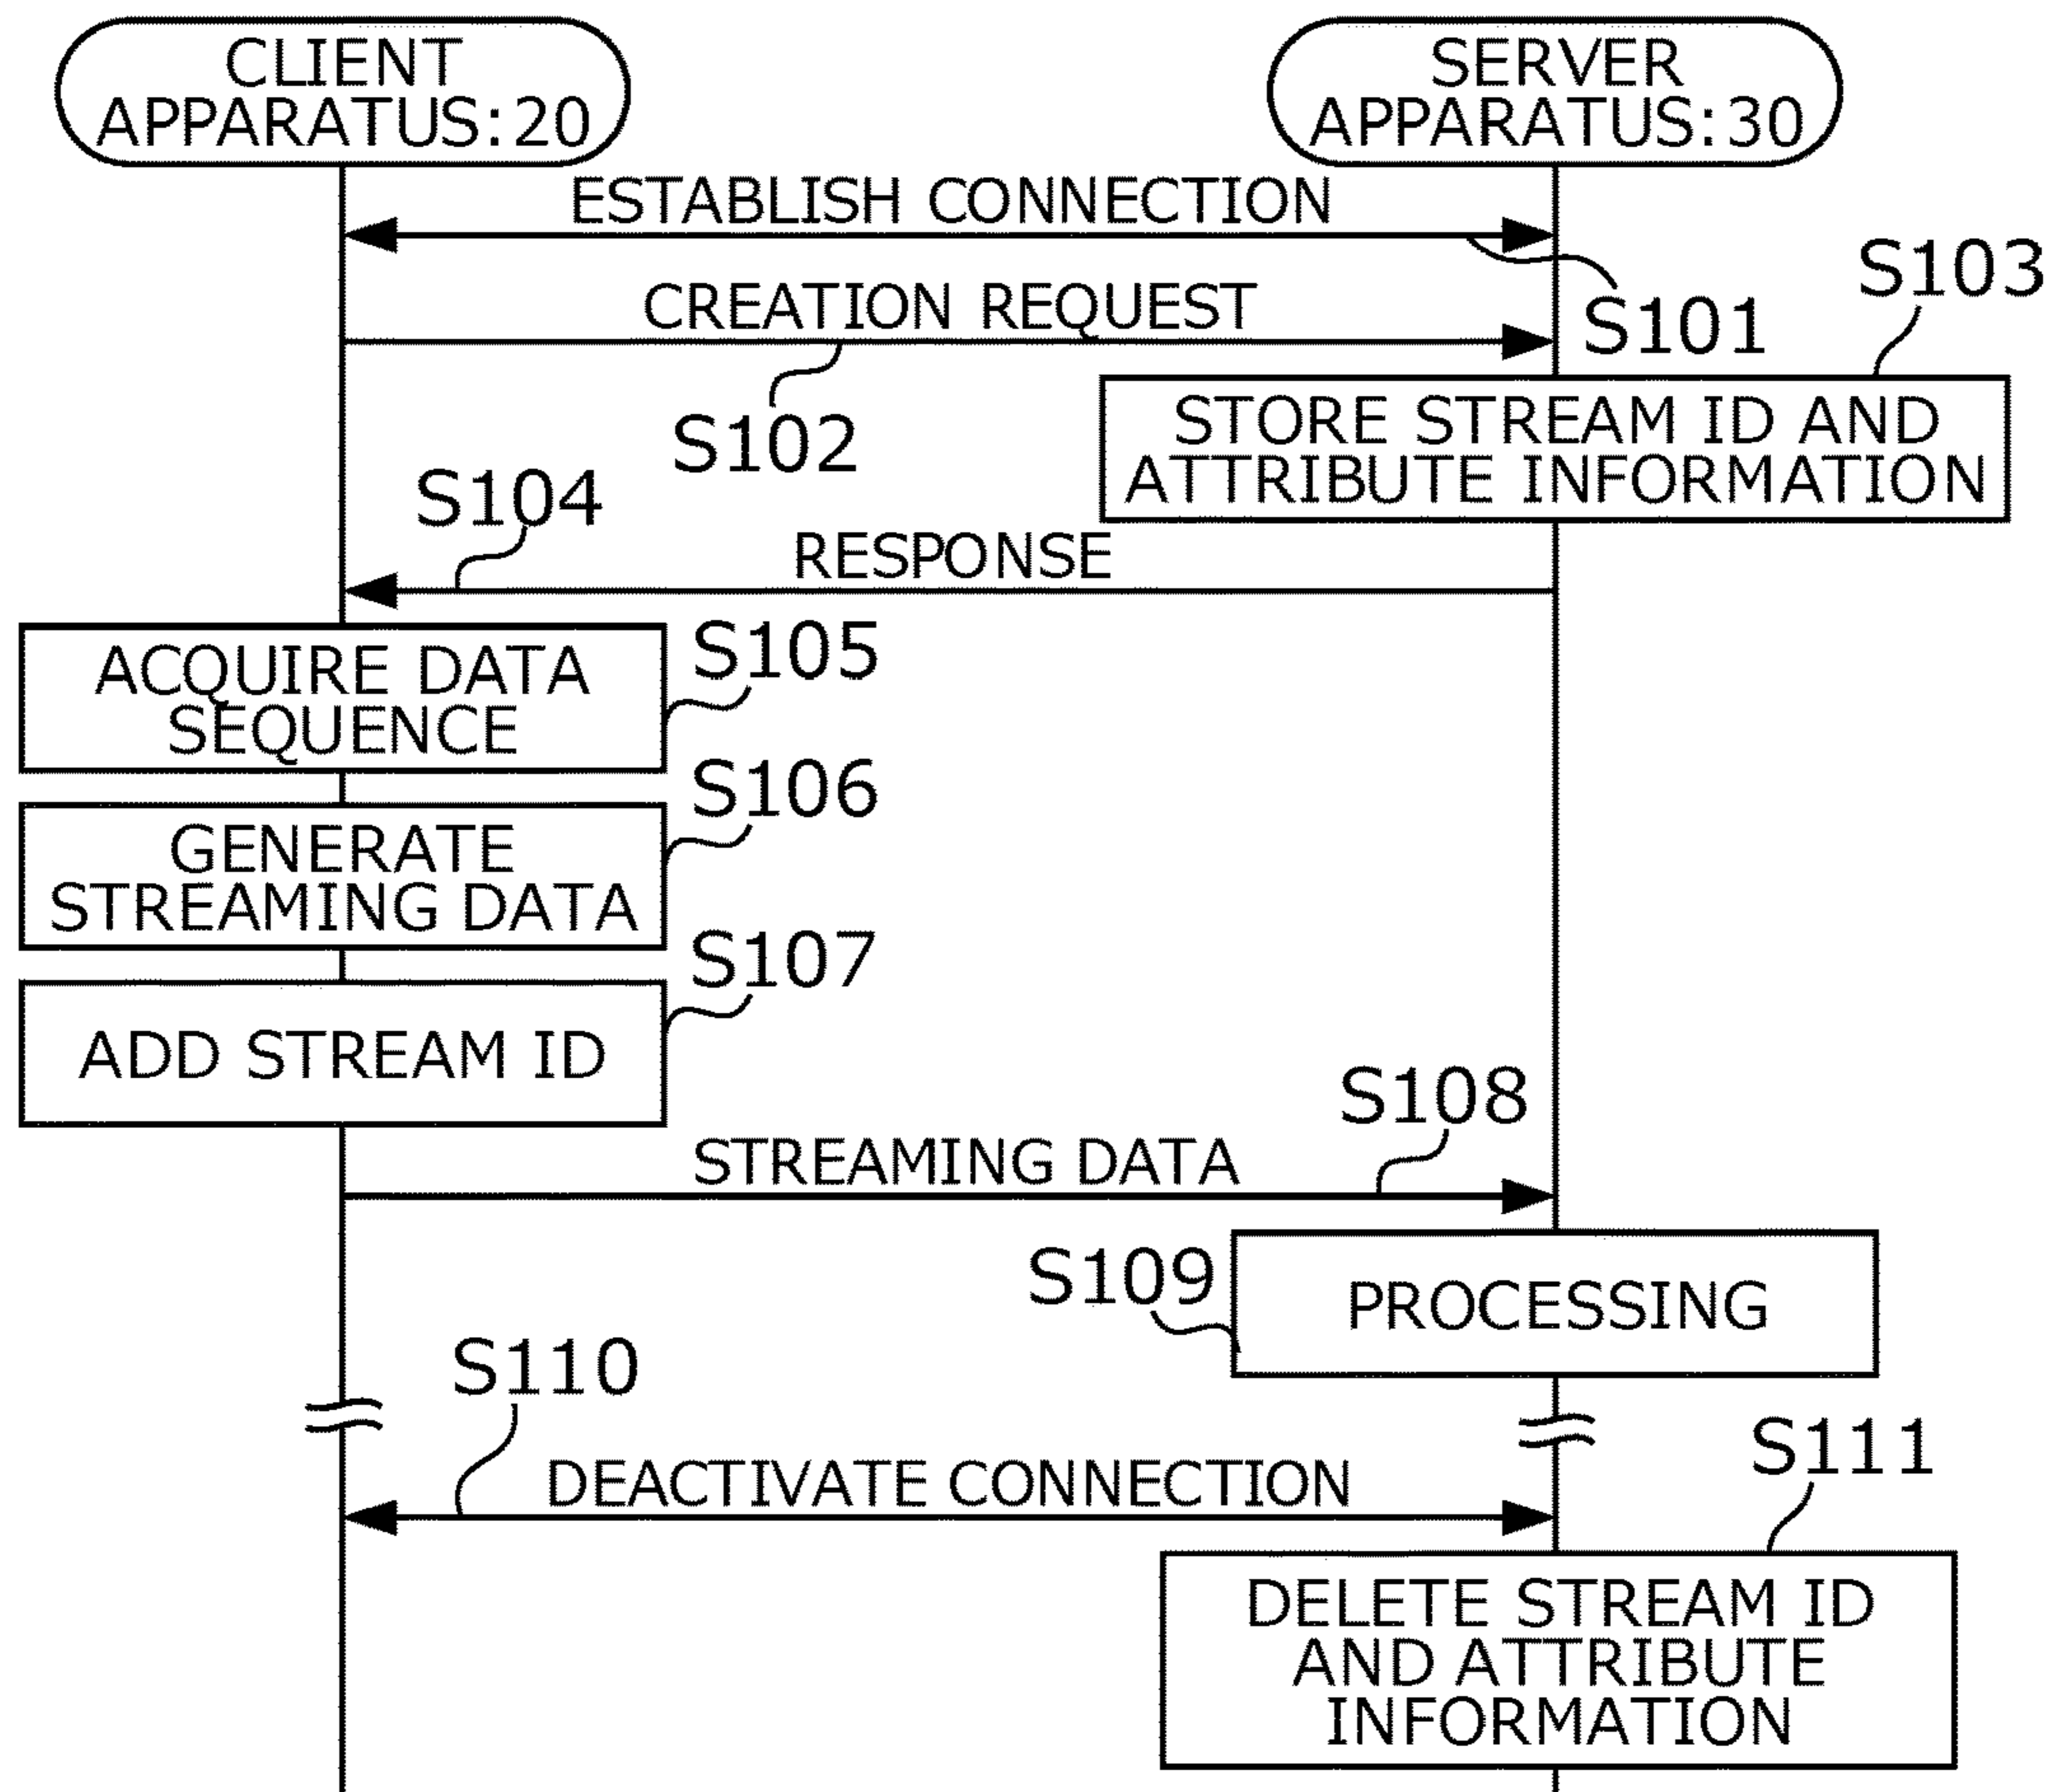 CLIENT
APPARATUS:20
SERVER
APPARATUS:30
ESTABLISH CONNECTION
S101
S103
CREATION REQUEST
S102
STORE STREAM ID AND
ATTRIBUTE INFORMATION
S104
RESPONSE
ACQUIRE DATA
SEQUENCE
S105
GENERATE
STREAMING DATA
S106
ADD STREAM ID
S107
S108
STREAMING DATA
S109
PROCESSING
S110
DEACTIVATE CONNECTION
S111
DELETE STREAM ID
AND ATTRIBUTE
INFORMATION